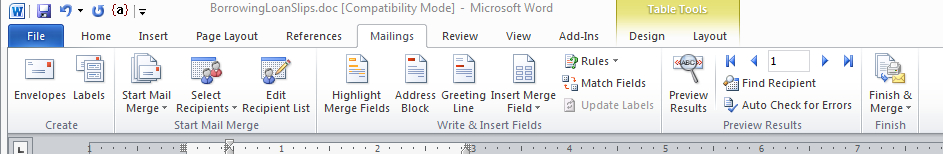 BorrowingLoanSlips.doc [Compatibility Mode] - Microsoft Word
Table Tools
File Home Insert Page Layout References Mailings Review View Add-Ins Design Layout
Envelopes Labels
Create
Start Mail Merge Select Recipients Edit Recipient List
Start Mail Merge
Highlight Merge Fields Address Block Greeting Line Insert Merge Field
Rules
Match Fields
Update Labels
Write & Insert Fields
Preview Results
1
Find Recipient
Auto Check for Errors
Preview Results
Finish & Merge
Finish
L 1 1 2 3 4 5 6 7